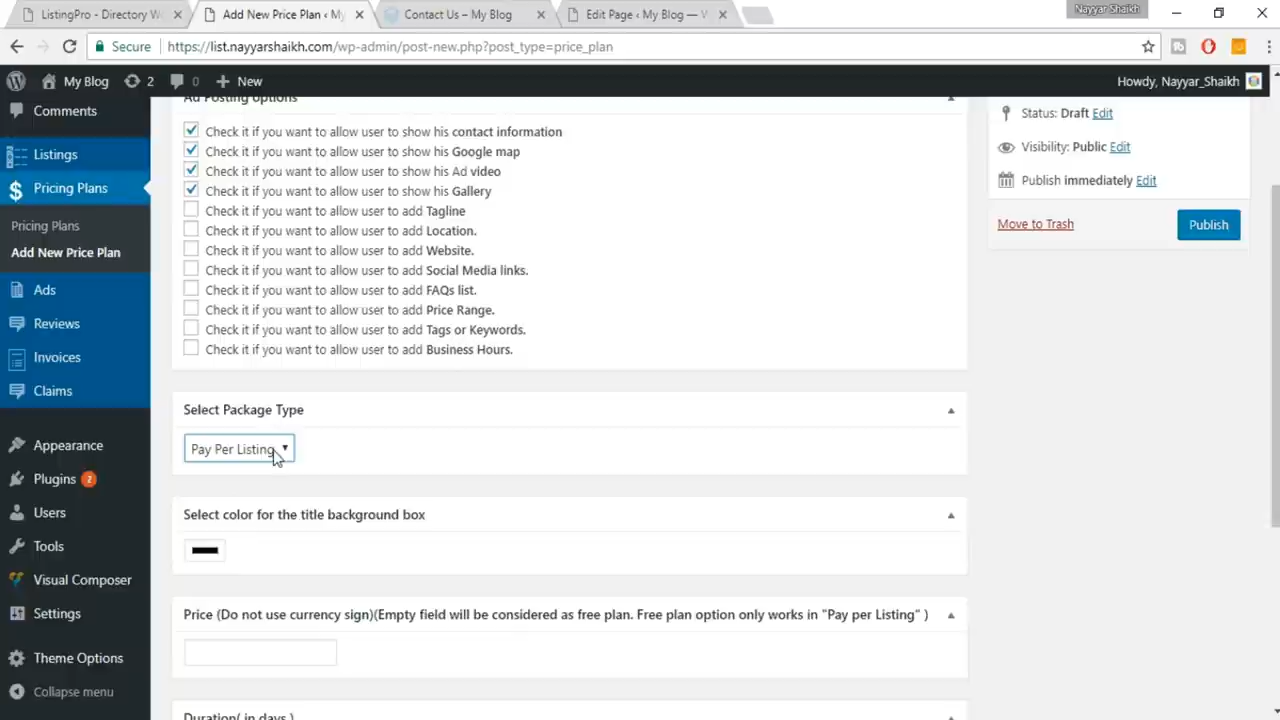 ListingPro - Directory W
Add New Price Plan ‹ M
Contact Us – My Blog
Edit Page ‹ My Blog — V
Nayyar Shaikh
Secure
https://list.nayyarshaikh.com/wp-admin/post-new.php?post_type=price_plan
My Blog
2
0
New
Howdy, Nayyar_Shaikh
Comments
Listings
Pricing Plans
Pricing Plans
Add New Price Plan
Ads
Reviews
Invoices
Claims
Appearance
Plugins 2
Users
Tools
Visual Composer
Settings
Theme Options
Collapse menu
Ad Posting options
Check it if you want to allow user to show his contact information
Check it if you want to allow user to show his Google map
Check it if you want to allow user to show his Ad video
Check it if you want to allow user to show his Gallery
Check it if you want to allow user to add Tagline
Check it if you want to allow user to add Location.
Check it if you want to allow user to add Website.
Check it if you want to allow user to add Social Media links.
Check it if you want to allow user to add FAQs list.
Check it if you want to allow user to add Price Range.
Check it if you want to allow user to add Tags or Keywords.
Check it if you want to allow user to add Business Hours.
Select Package Type
Pay Per Listing
Select color for the title background box
Price (Do not use currency sign)(Empty field will be considered as free plan. Free plan option only works in "Pay per Listing" )
Duration( in days )
Status: Draft Edit
Visibility: Public Edit
Publish immediately Edit
Move to Trash
Publish